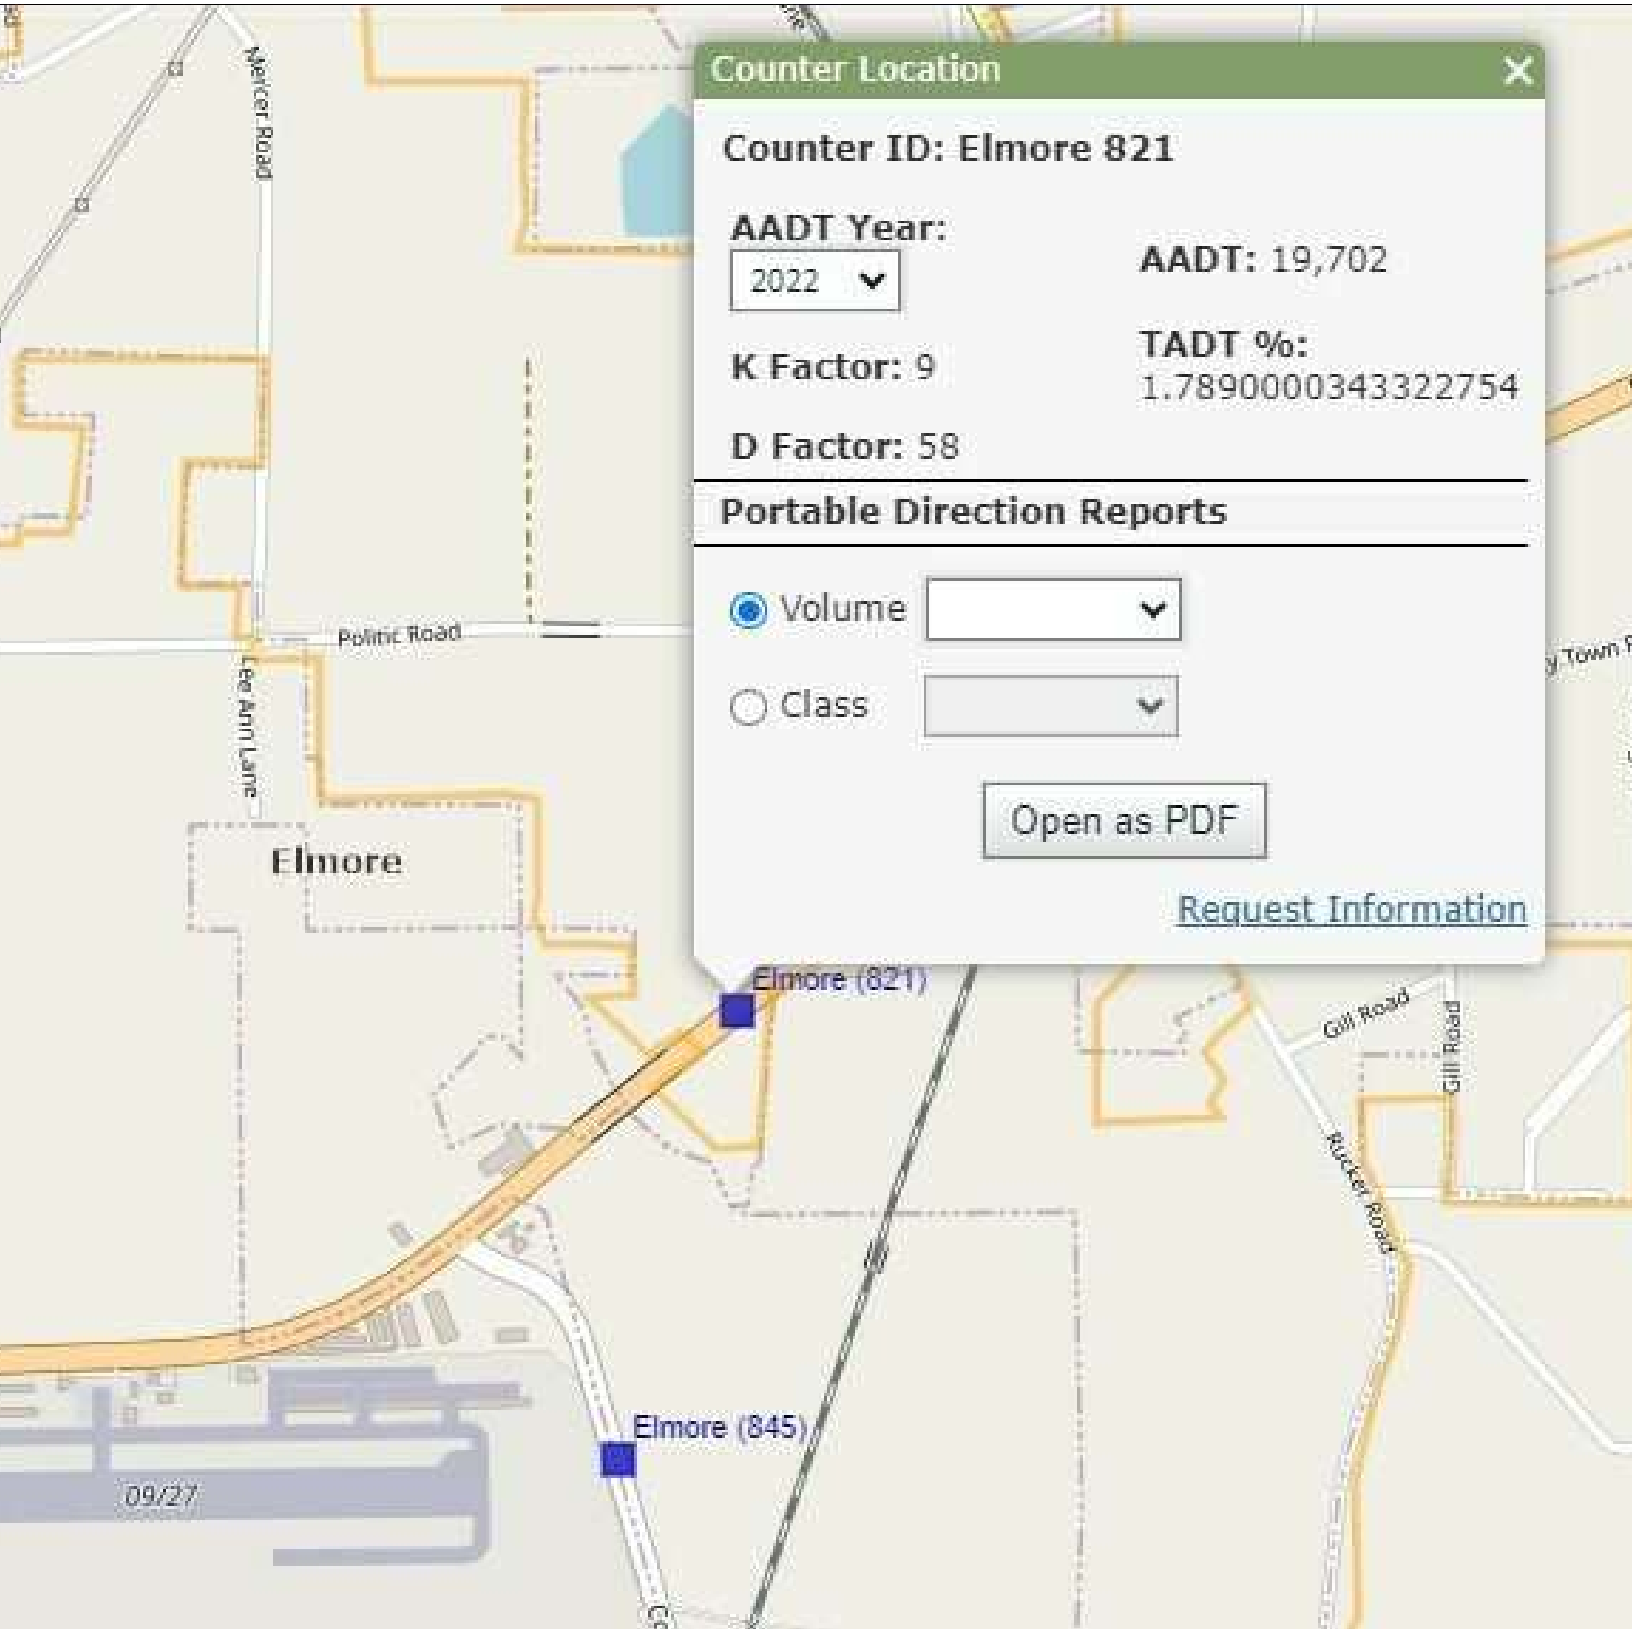 Mercer Road
Counter Location
Counter ID: Elmore 821
AADT Year:
2022
AADT: 19,702
K Factor: 9
TADT %:
1.7890000343322754
D Factor: 58
Portable Direction Reports
Volume
Class
Open as PDF
Request Information
Politic Road
Lee Ann Lane
Elmore
y Town
Elmore (821)
Gill Road
Gill Road
Rucker Road
Elmore (845)
09/27